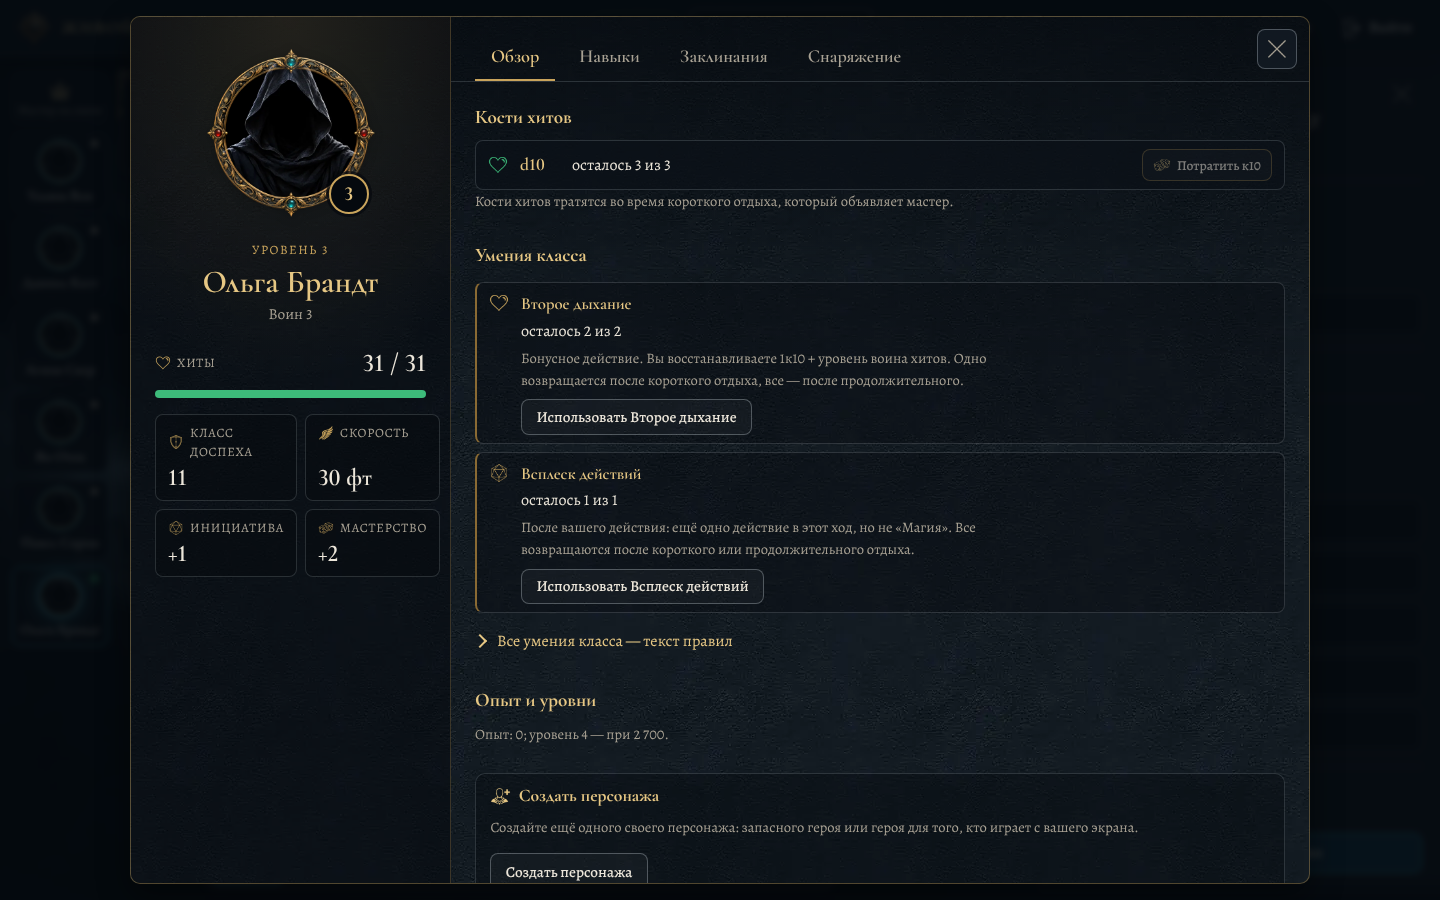 3
УРОВЕНЬ 3
Ольга Брандт
Воин 3
ХИТЫ
31 / 31
КЛАСС
ДОСПЕХА
11
СКОРОСТЬ
30 фт
ИНИЦИАТИВА
+1
МАСТЕРСТВО
+2
Обзор
Навыки
Заклинания
Снаряжение
Кости хитов
d10
осталось 3 из 3
Потратить к10
Кости хитов тратятся во время короткого отдыха, который объявляет мастер.
Умения класса
Второе дыхание
осталось 2 из 2
Бонусное действие. Вы восстанавливаете 1к10 + уровень воина хитов. Одно
возвращается после короткого отдыха, все — после продолжительного.
Использовать Второе дыхание
Всплеск действий
осталось 1 из 1
После вашего действия: ещё одно действие в этот ход, но не «Магия». Все
возвращаются после короткого или продолжительного отдыха.
Использовать Всплеск действий
Все умения класса — текст правил
Опыт и уровни
Опыт: 0; уровень 4 — при 2 700.
Создать персонажа
Создайте ещё одного своего персонажа: запасного героя или героя для того, кто играет с вашего экрана.
Создать персонажа